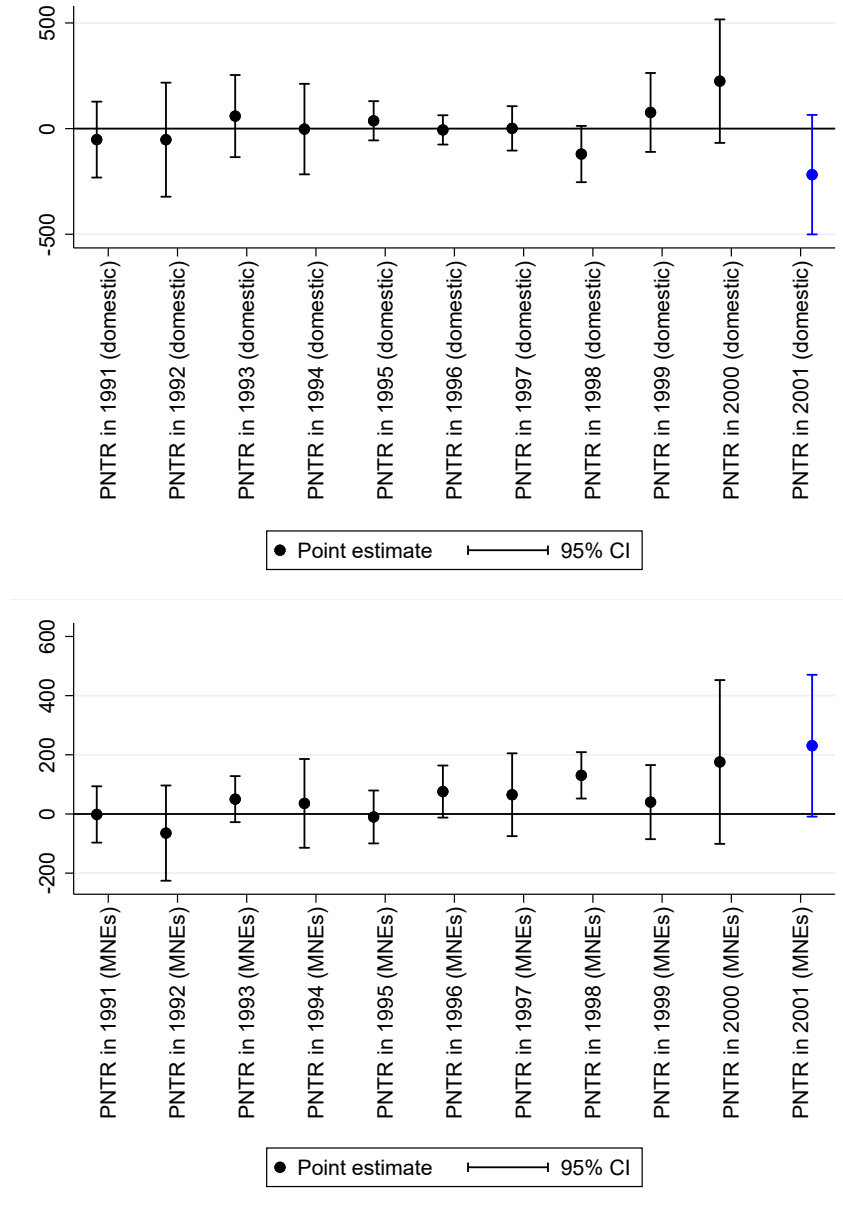 500
0
-500
PNTR in 1991 (domestic)
PNTR in 1992 (domestic)
PNTR in 1993 (domestic)
PNTR in 1994 (domestic)
PNTR in 1995 (domestic)
PNTR in 1996 (domestic)
PNTR in 1997 (domestic)
PNTR in 1998 (domestic)
PNTR in 1999 (domestic)
PNTR in 2000 (domestic)
PNTR in 2001 (domestic)
Point estimate 95% CI
600
400
200
0
-200
PNTR in 1991 (MNEs)
PNTR in 1992 (MNEs)
PNTR in 1993 (MNEs)
PNTR in 1994 (MNEs)
PNTR in 1995 (MNEs)
PNTR in 1996 (MNEs)
PNTR in 1997 (MNEs)
PNTR in 1998 (MNEs)
PNTR in 1999 (MNEs)
PNTR in 2000 (MNEs)
PNTR in 2001 (MNEs)
Point estimate 95% CI